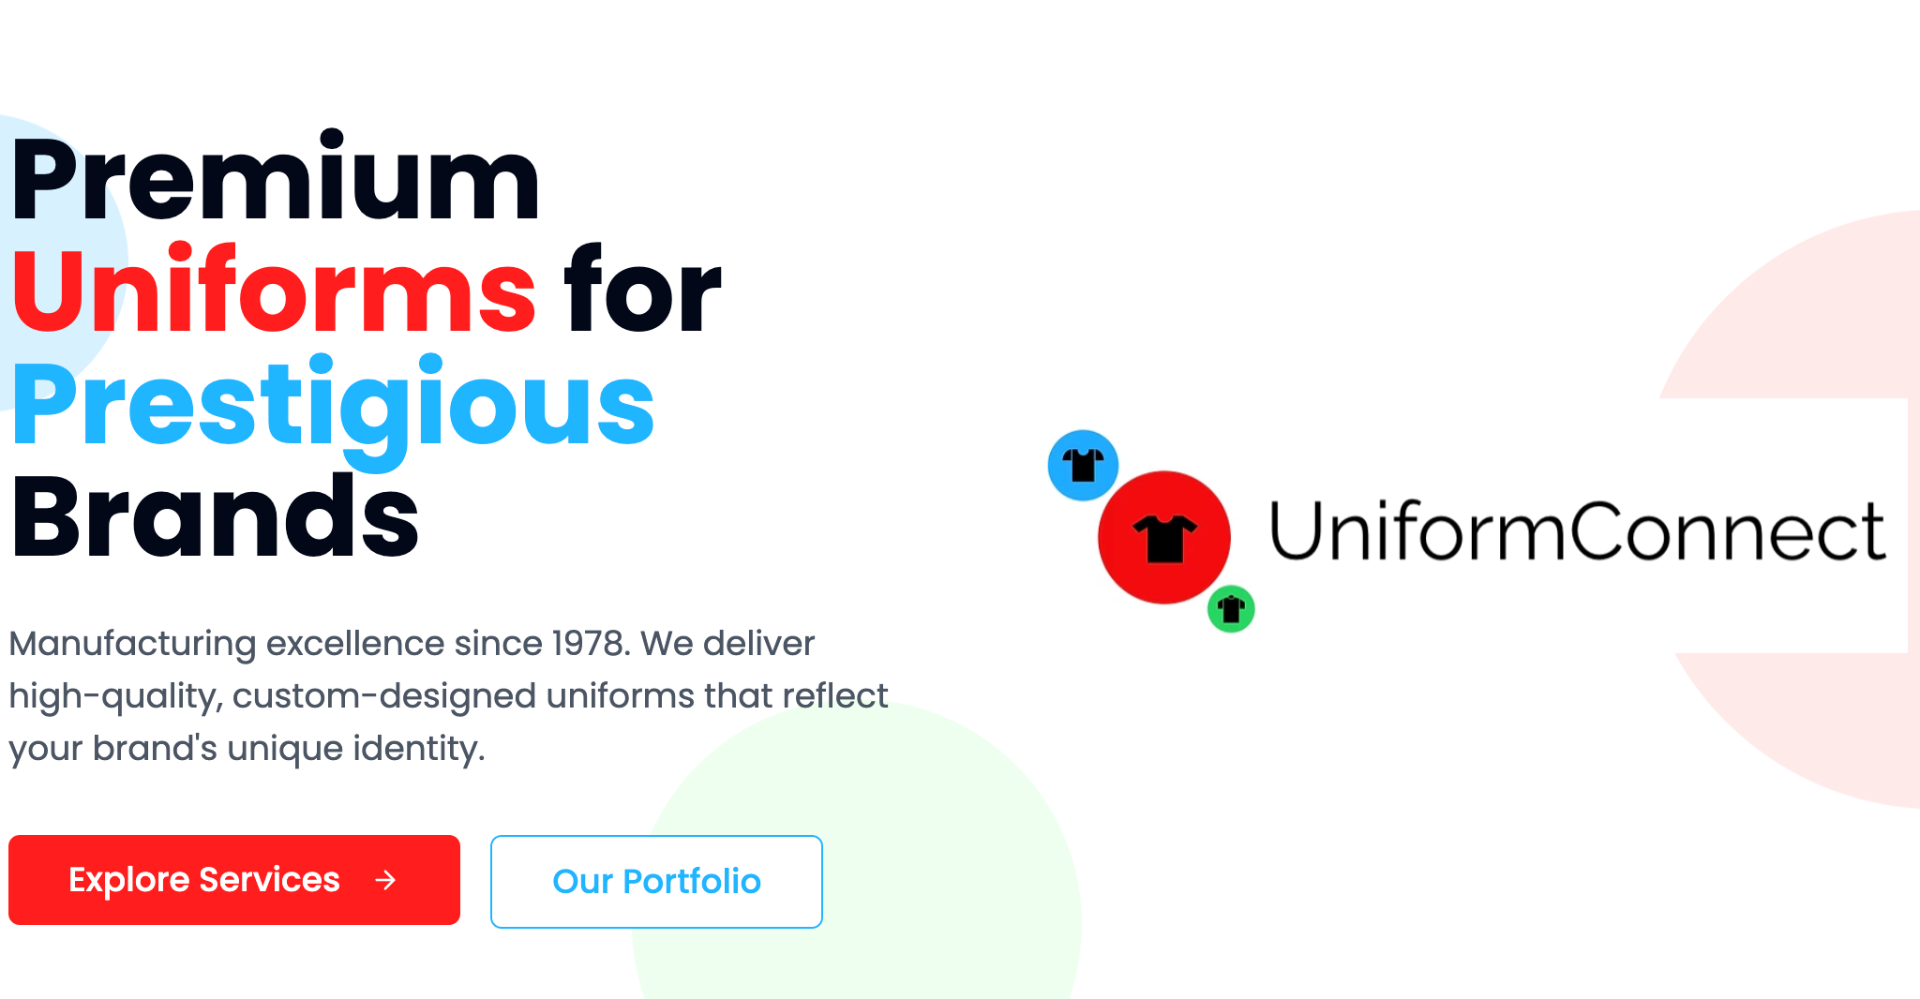 Premium
Uniforms for
Prestigious
Brands
Manufacturing excellence since 1978. We deliver
high-quality, custom-designed uniforms that reflect
your brand's unique identity.
Explore Services →
Our Portfolio
UniformConnect